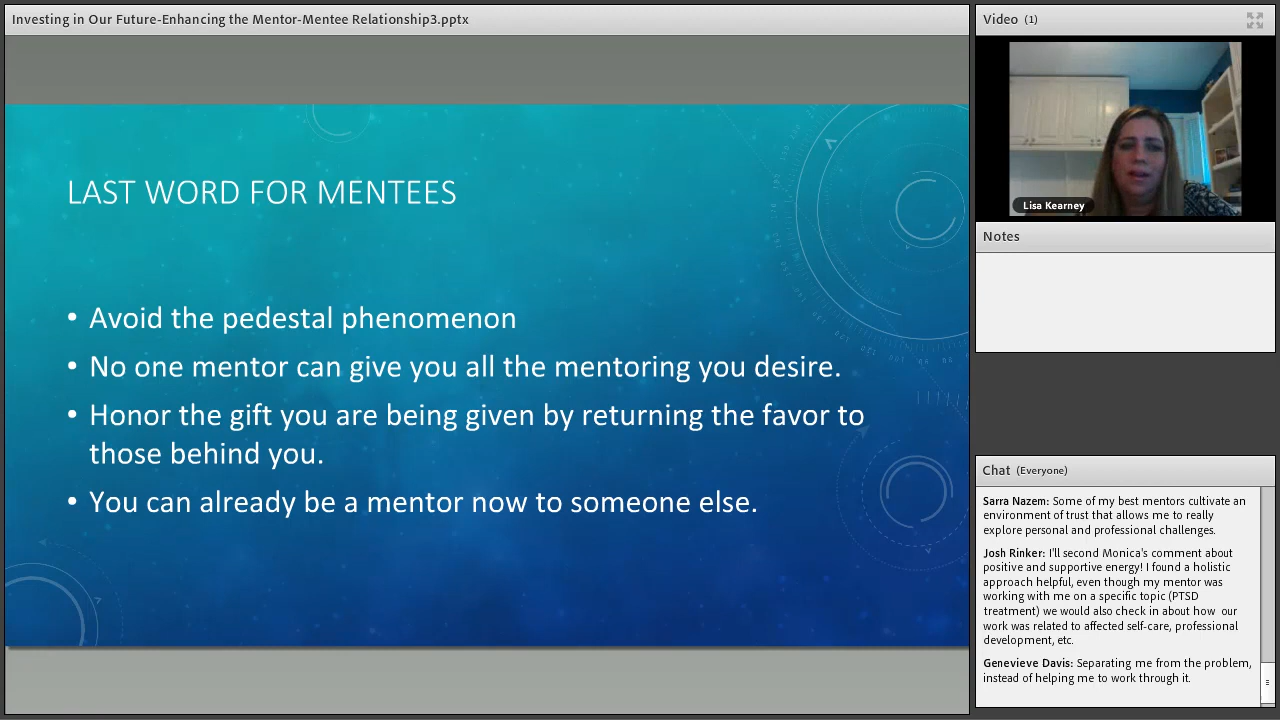 Investing in Our Future-Enhancing the Mentor-Mentee Relationship3.pptx
LAST WORD FOR MENTEES
• Avoid the pedestal phenomenon
• No one mentor can give you all the mentoring you desire.
• Honor the gift you are being given by returning the favor to
those behind you.
• You can already be a mentor now to someone else.
Video (1)
Lisa Kearney
Notes
Chat (Everyone)
Sarra Nazem: Some of my best mentors cultivate an
environment of trust that allows me to really
explore personal and professional challenges.
Josh Rinker: I'll second Monica's comment about
positive and supportive energy! I found a holistic
approach helpful, even though my mentor was
working with me on a specific topic (PTSD
treatment) we would also check in about how our
work was related to affected self-care, professional
development, etc.
Genevieve Davis: Separating me from the problem,
instead of helping me to work through it.